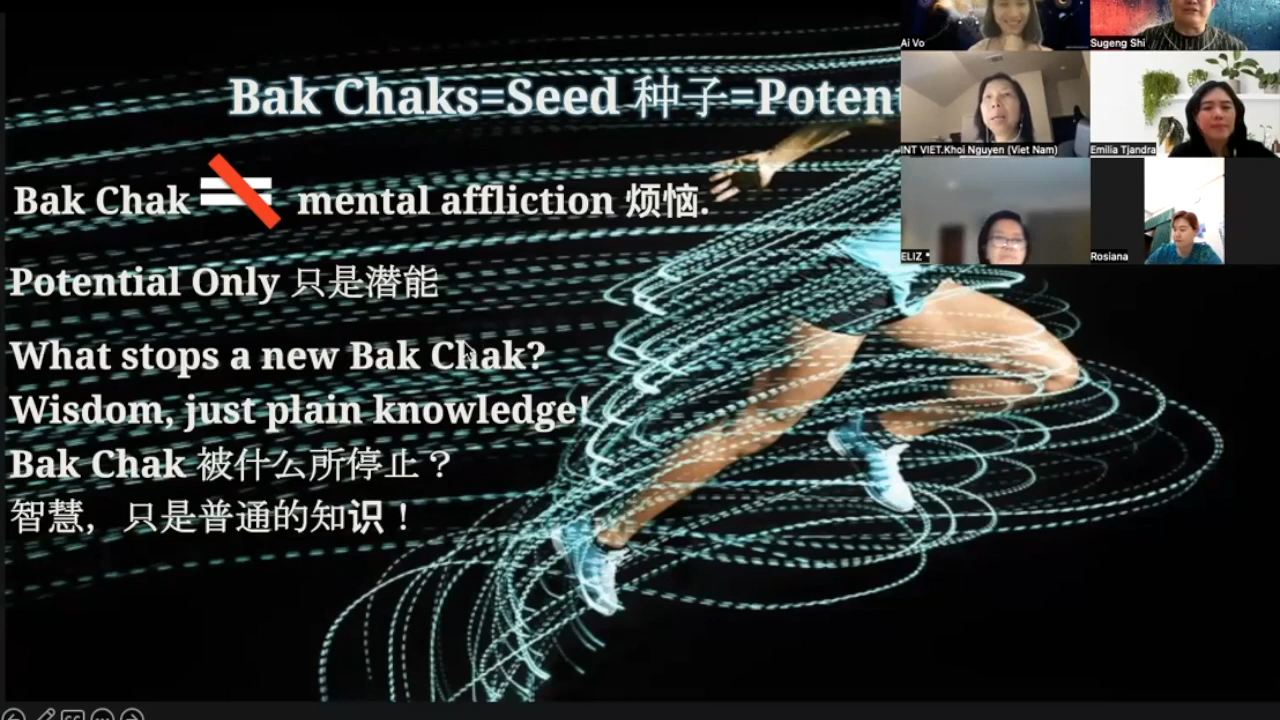 Bak Chaks=Seed 种子=Potent
Bak Chak = mental affliction 烦恼.
Potential Only 只是潜能
What stops a new Bak Chak?
Wisdom, just plain knowledge!
Bak Chak 被什么所停止？
智慧，只是普通的知识！
Ai Vo
Sugeng Shi
INT VIET.Khoi Nguyen (Viet Nam)
Emilia Tjandra
ELIZ *
Rosiana